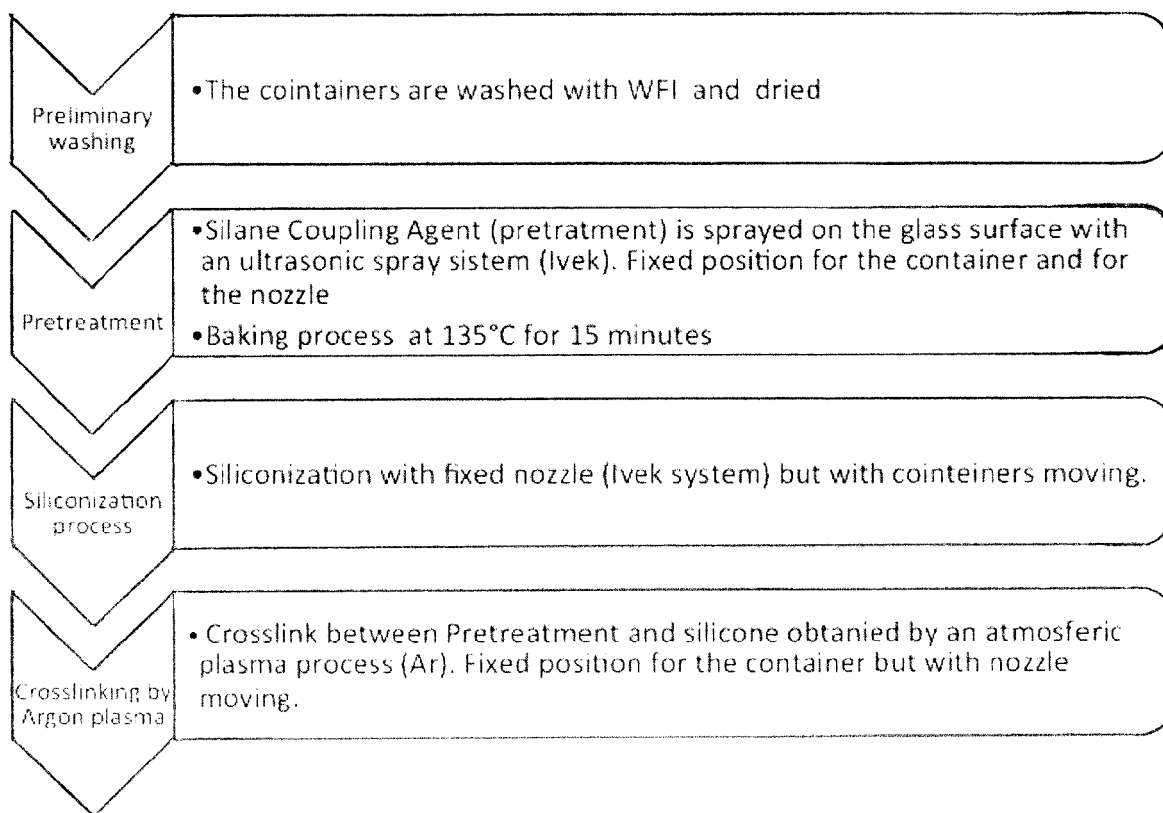 Preliminary
washing
•The cointainers are washed with WFI and dried
Pretreatment
•Silane Coupling Agent (pretratment) is sprayed on the glass surface with
an ultrasonic spray sistem (Ivek). Fixed position for the container and for
the nozzle
•Baking process at 135°C for 15 minutes
Siliconization
process
•Siliconization with fixed nozzle (Ivek system) but with cointeiners moving.
Crosslinking by
Argon plasma
• Crosslink between Pretreatment and silicone obtanied by an atmosferic
plasma process (Ar). Fixed position for the container but with nozzle
moving.